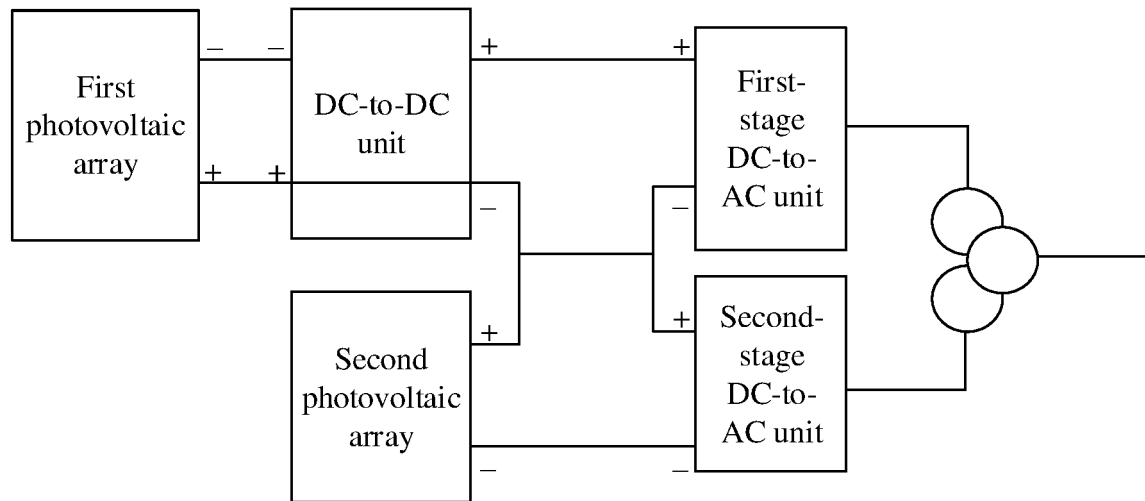 First
photovoltaic
array
−
−
+
+
DC-to-DC
unit
+
−
+
−
First-
stage
DC-to-
AC unit
Second
photovoltaic
array
+
−
+
−
Second-
stage
DC-to-
AC unit